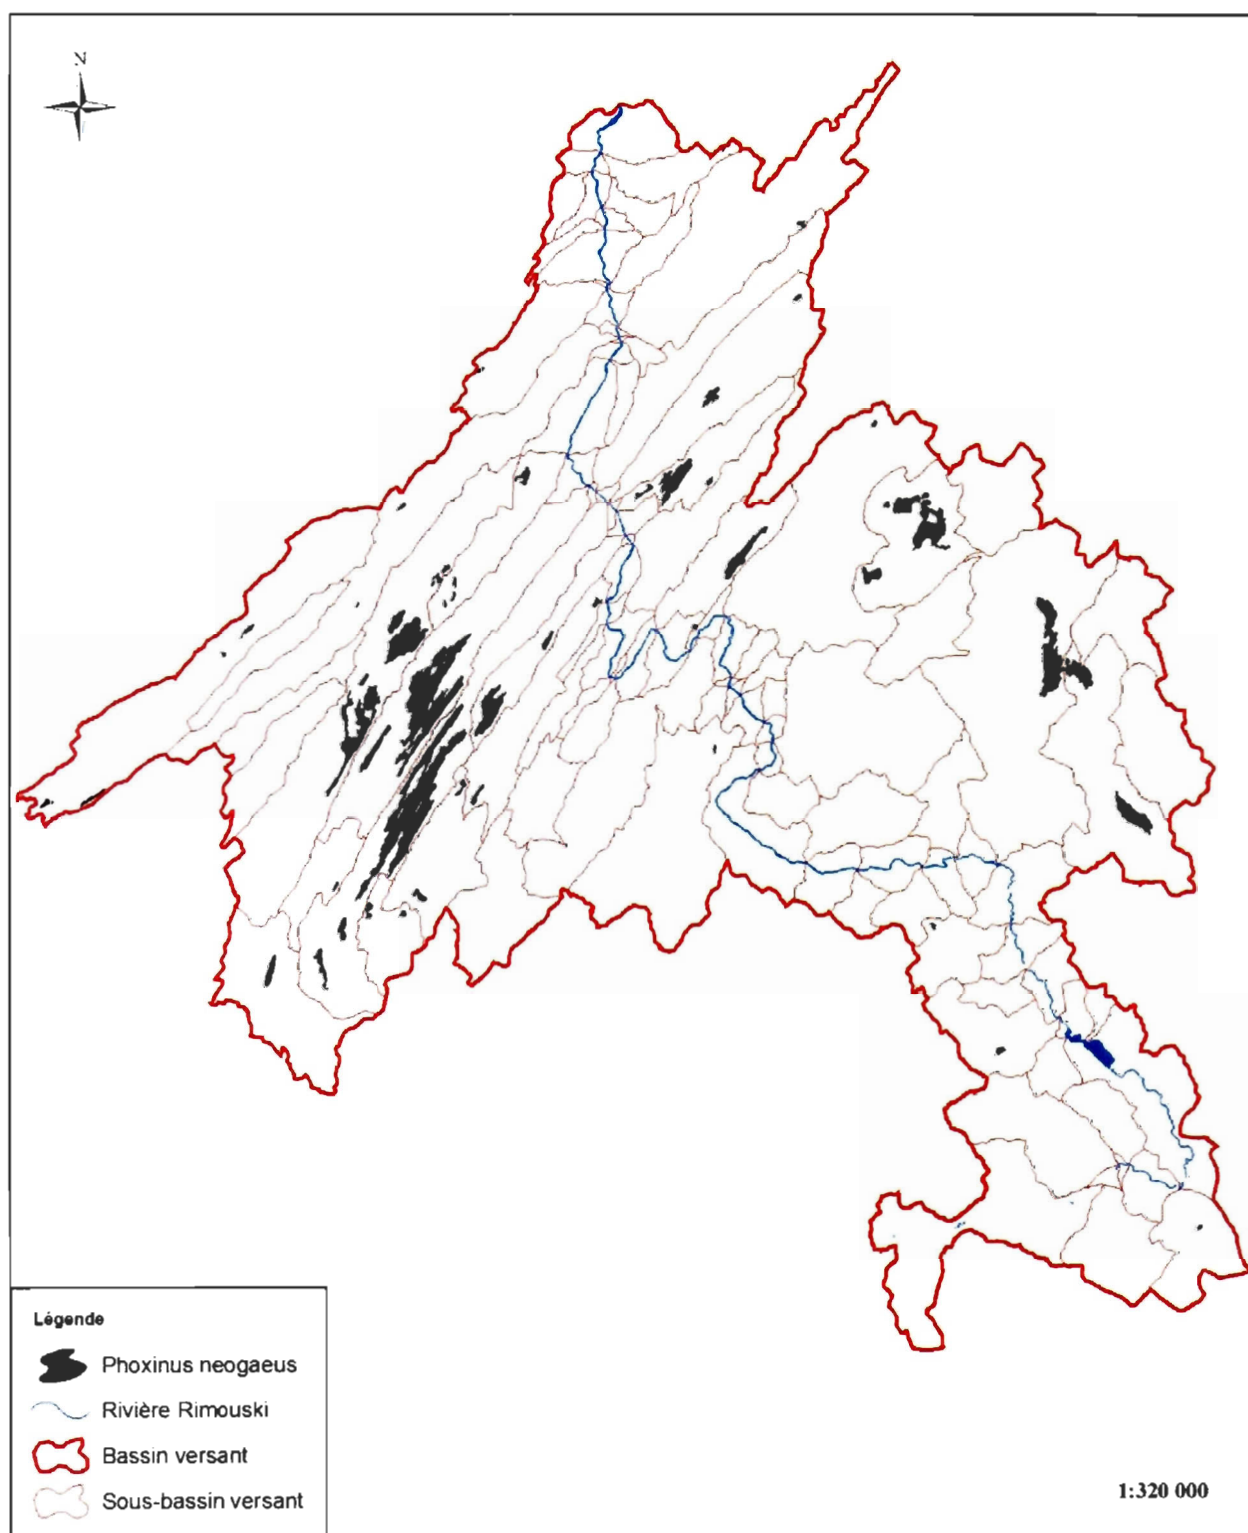 N
Légende
Phoxinus neogaeus
Rivière Rimouski
Bassin versant
Sous-bassin versant
1:320 000